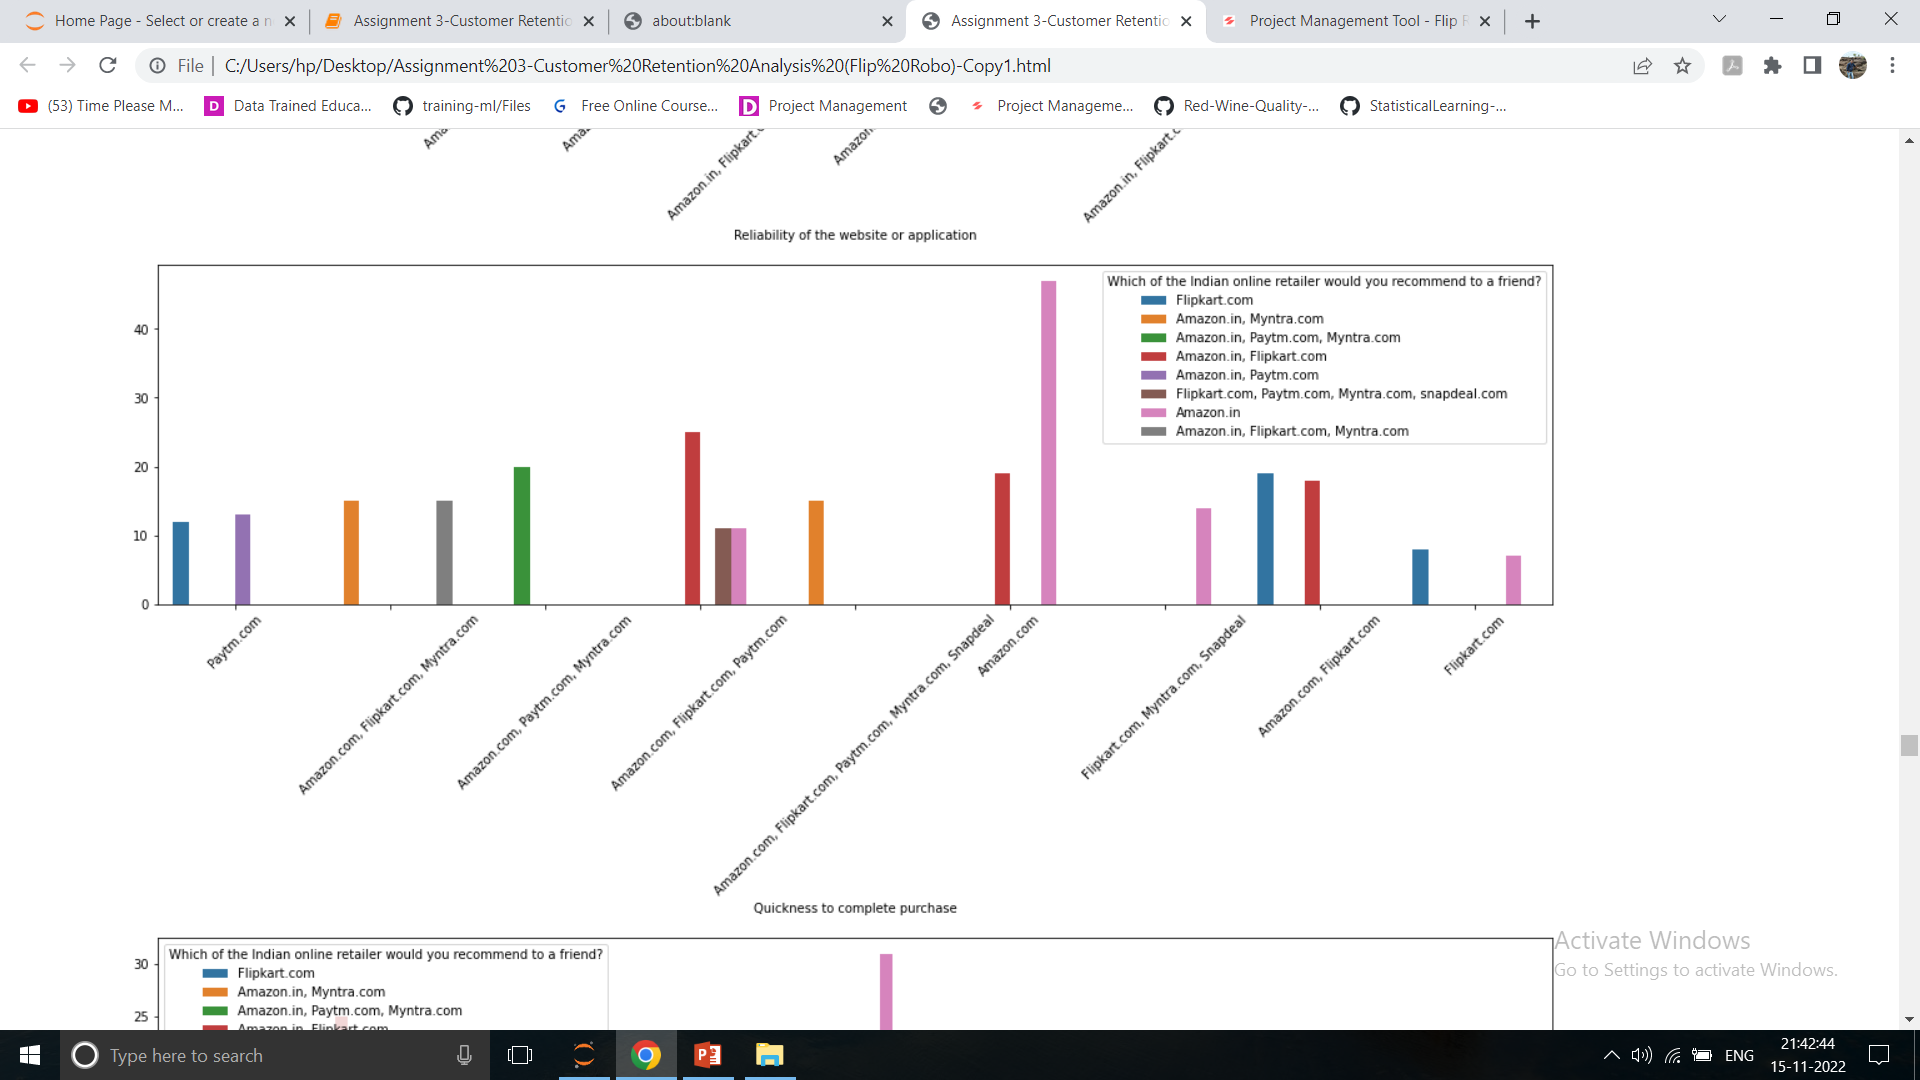 Home Page - Select or create a n
Assignment 3-Customer Retentio
about:blank
Assignment 3-Customer Retentio
Project Management Tool - Flip R
File
C:/Users/hp/Desktop/Assignment%203-Customer%20Retention%20Analysis%20(Flip%20Robo)-Copy1.html
(53) Time Please M...
Data Trained Educa...
training-ml/Files
Free Online Course...
Project Management
Project Manageme...
Red-Wine-Quality-...
StatisticalLearning-...
Amazon.in, Flipkart.c
Amazon.in, Flipkart.c
Reliability of the website or application
Which of the Indian online retailer would you recommend to a friend?
Flipkart.com
Amazon.in, Myntra.com
Amazon.in, Paytm.com, Myntra.com
Amazon.in, Flipkart.com
Amazon.in, Paytm.com
Flipkart.com, Paytm.com, Myntra.com, snapdeal.com
Amazon.in
Amazon.in, Flipkart.com, Myntra.com
40
30
20
10
0
Paytm.com
Amazon.com, Flipkart.com, Myntra.com
Amazon.com, Paytm.com, Myntra.com
Amazon.com, Flipkart.com, Paytm.com
Amazon.com, Flipkart.com, Paytm.com, Myntra.com, Snapdeal
Amazon.com
Flipkart.com, Myntra.com, Snapdeal
Amazon.com, Flipkart.com
Flipkart.com
Quickness to complete purchase
Which of the Indian online retailer would you recommend to a friend?
Flipkart.com
Amazon.in, Myntra.com
Amazon.in, Paytm.com, Myntra.com
Amazon.in, Flipkart.com
30
25
Activate Windows
Go to Settings to activate Windows.
Type here to search
ENG
21:42:44
15-11-2022